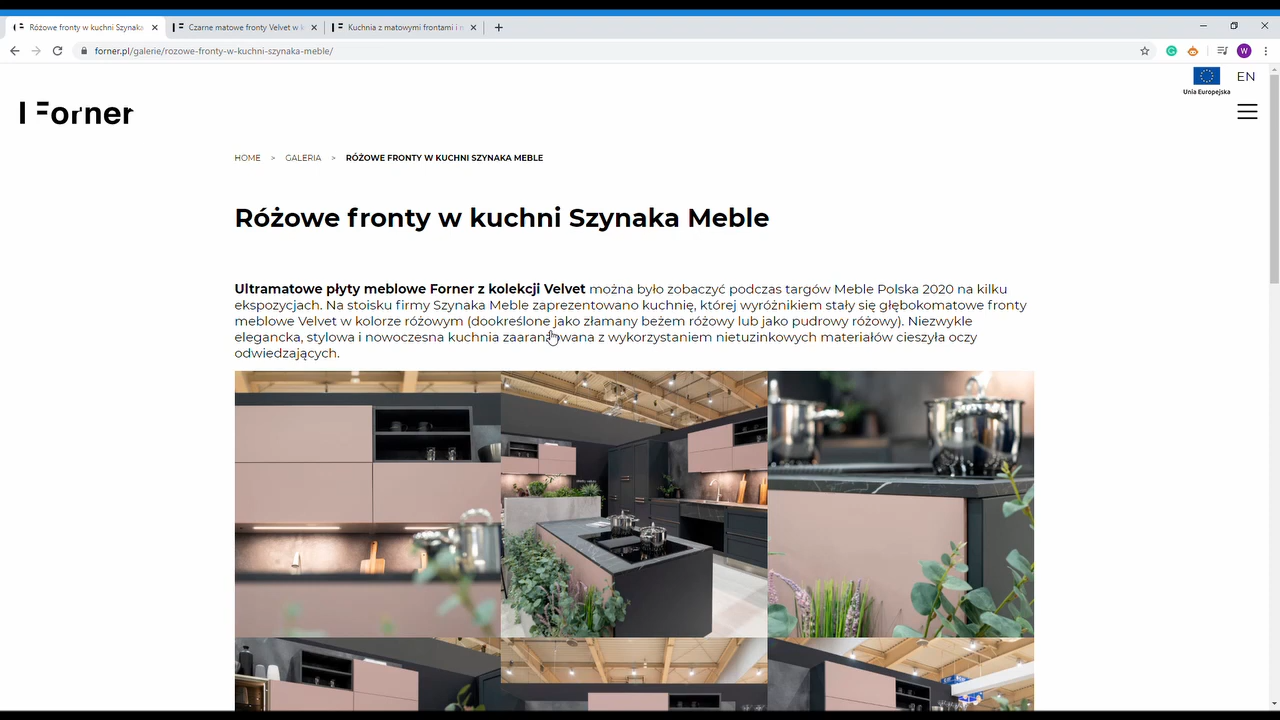 Różowe fronty w kuchni Szynaka
Czarne matowe fronty Velvet w k
Kuchnia z matowymi frontami i n
forner.pl/galerie/rozowe-fronty-w-kuchni-szynaka-meble/
W
Unia Europejska
EN
Forner
HOME > GALERIA > RÓŻOWE FRONTY W KUCHNI SZYNAKA MEBLE
Różowe fronty w kuchni Szynaka Meble
Ultramatowe płyty meblowe Forner z kolekcji Velvet można było zobaczyć podczas targów Meble Polska 2020 na kilku
ekspozycjach. Na stoisku firmy Szynaka Meble zaprezentowano kuchnię, której wyróżnikiem stały się głębokomatowe fronty
meblowe Velvet w kolorze różowym (dookreślone jako złamany beżem różowy lub jako pudrowy różowy). Niezwykle
elegancka, stylowa i nowoczesna kuchnia zaaranżowana z wykorzystaniem nietuzinkowych materiałów cieszyła oczy
odwiedzających.